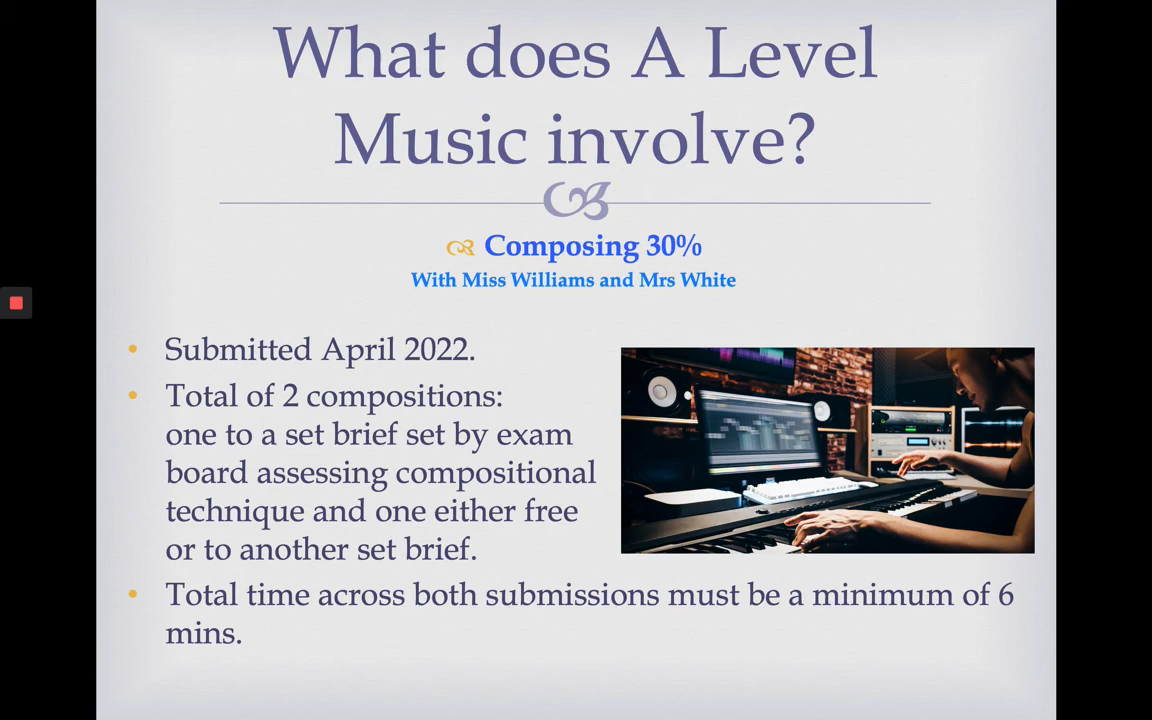 What does A Level
Music involve?
Composing 30%
With Miss Williams and Mrs White
• Submitted April 2022.
• Total of 2 compositions:
one to a set brief set by exam
board assessing compositional
technique and one either free
or to another set brief.
• Total time across both submissions must be a minimum of 6
mins.